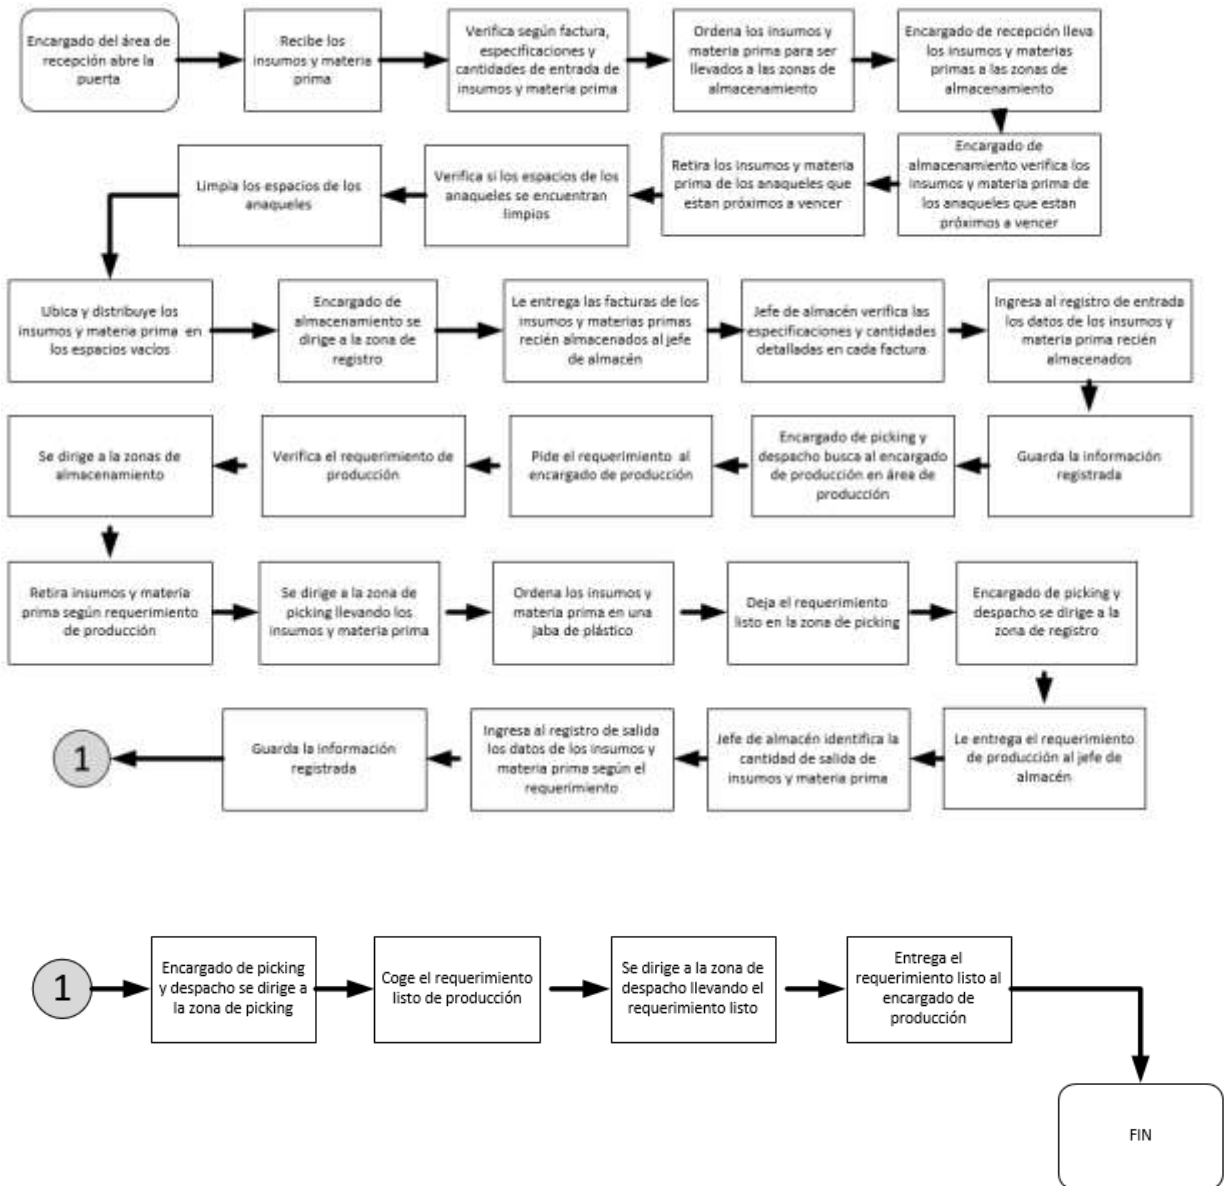 Encargado del área de
recepción abre la
puerta
Recibe los
insumos y materia
prima
Verifica según factura,
especificaciones y
cantidades de entrada de
insumos y materia prima
Ordena los insumos y
materia prima para ser
llevados a las zonas de
almacenamiento
Encargado de recepción lleva
los insumos y materias
primas a las zonas de
almacenamiento
Encargado de
almacenamiento verifica los
insumos y materia prima de
los anaqueles que estan
próximos a vencer
Retira los insumos y materia
prima de los anaqueles que
estan próximos a vencer
Verifica si los espacios de los
anaqueles se encuentran
limpios
Limpia los espacios de los
anaqueles
Ubica y distribuye los
insumos y materia prima en
los espacios vacíos
Encargado de
almacenamiento se
dirige a la zona de
registro
Le entrega las facturas de los
insumos y materias primas
recién almacenados al jefe
de almacén
Jefe de almacén verifica las
especificaciones y cantidades
detalladas en cada factura
Ingresa al registro de entrada
los datos de los insumos y
materia prima recién
almacenados
Guarda la información
registrada
Encargado de picking y
despacho busca al encargado
de producción en área de
producción
Pide el requerimiento al
encargado de producción
Verifica el requerimiento de
producción
Se dirige a la zonas de
almacenamiento
Retira insumos y materia
prima según requerimiento
de producción
Se dirige a la zona de
picking llevando los
insumos y materia prima
Ordena los insumos y
materia prima en una
jaba de plástico
Deja el requerimiento
listo en la zona de picking
Encargado de picking y
despacho se dirige a la
zona de registro
Le entrega el requerimiento
de producción al jefe de
almacén
Jefe de almacén identifica la
cantidad de salida de
insumos y materia prima
Ingresa al registro de salida
los datos de los insumos y
materia prima según el
requerimiento
Guarda la información
registrada
1
1
Encargado de picking
y despacho se dirige a
la zona de picking
Coge el requerimiento
listo de producción
Se dirige a la zona de
despacho llevando el
requerimiento listo
Entrega el
requerimiento listo al
encargado de
producción
FIN